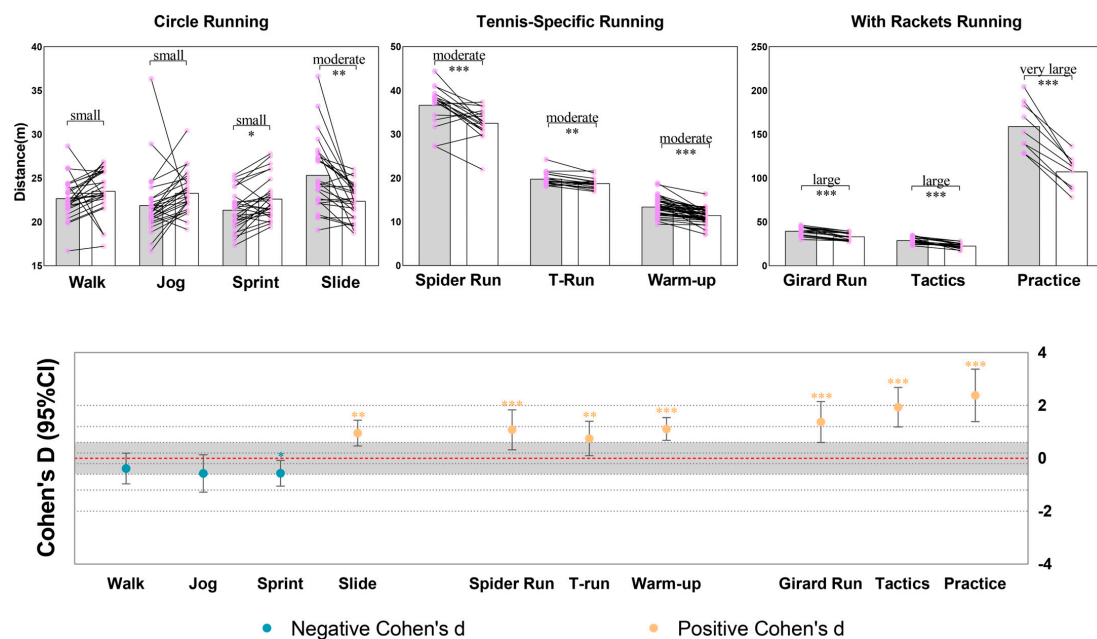 Circle Running
Tennis-Specific Running
With Rackets Running
Distance(m)
40
35
30
25
20
15
small
small
small
*
moderate
**
Walk
Jog
Sprint
Slide
50
40
30
20
10
0
moderate
***
moderate
**
moderate
***
Spider Run
T-Run
Warm-up
250
200
150
100
50
0
large
***
large
***
very large
***
Girard Run
Tactics
Practice
Cohen's D (95%CI)
*
**
***
**
***
***
***
***
4
2
0
-2
-4
Walk
Jog
Sprint
Slide
Spider Run
T-run
Warm-up
Girard Run
Tactics
Practice
Negative Cohen's d
Positive Cohen's d